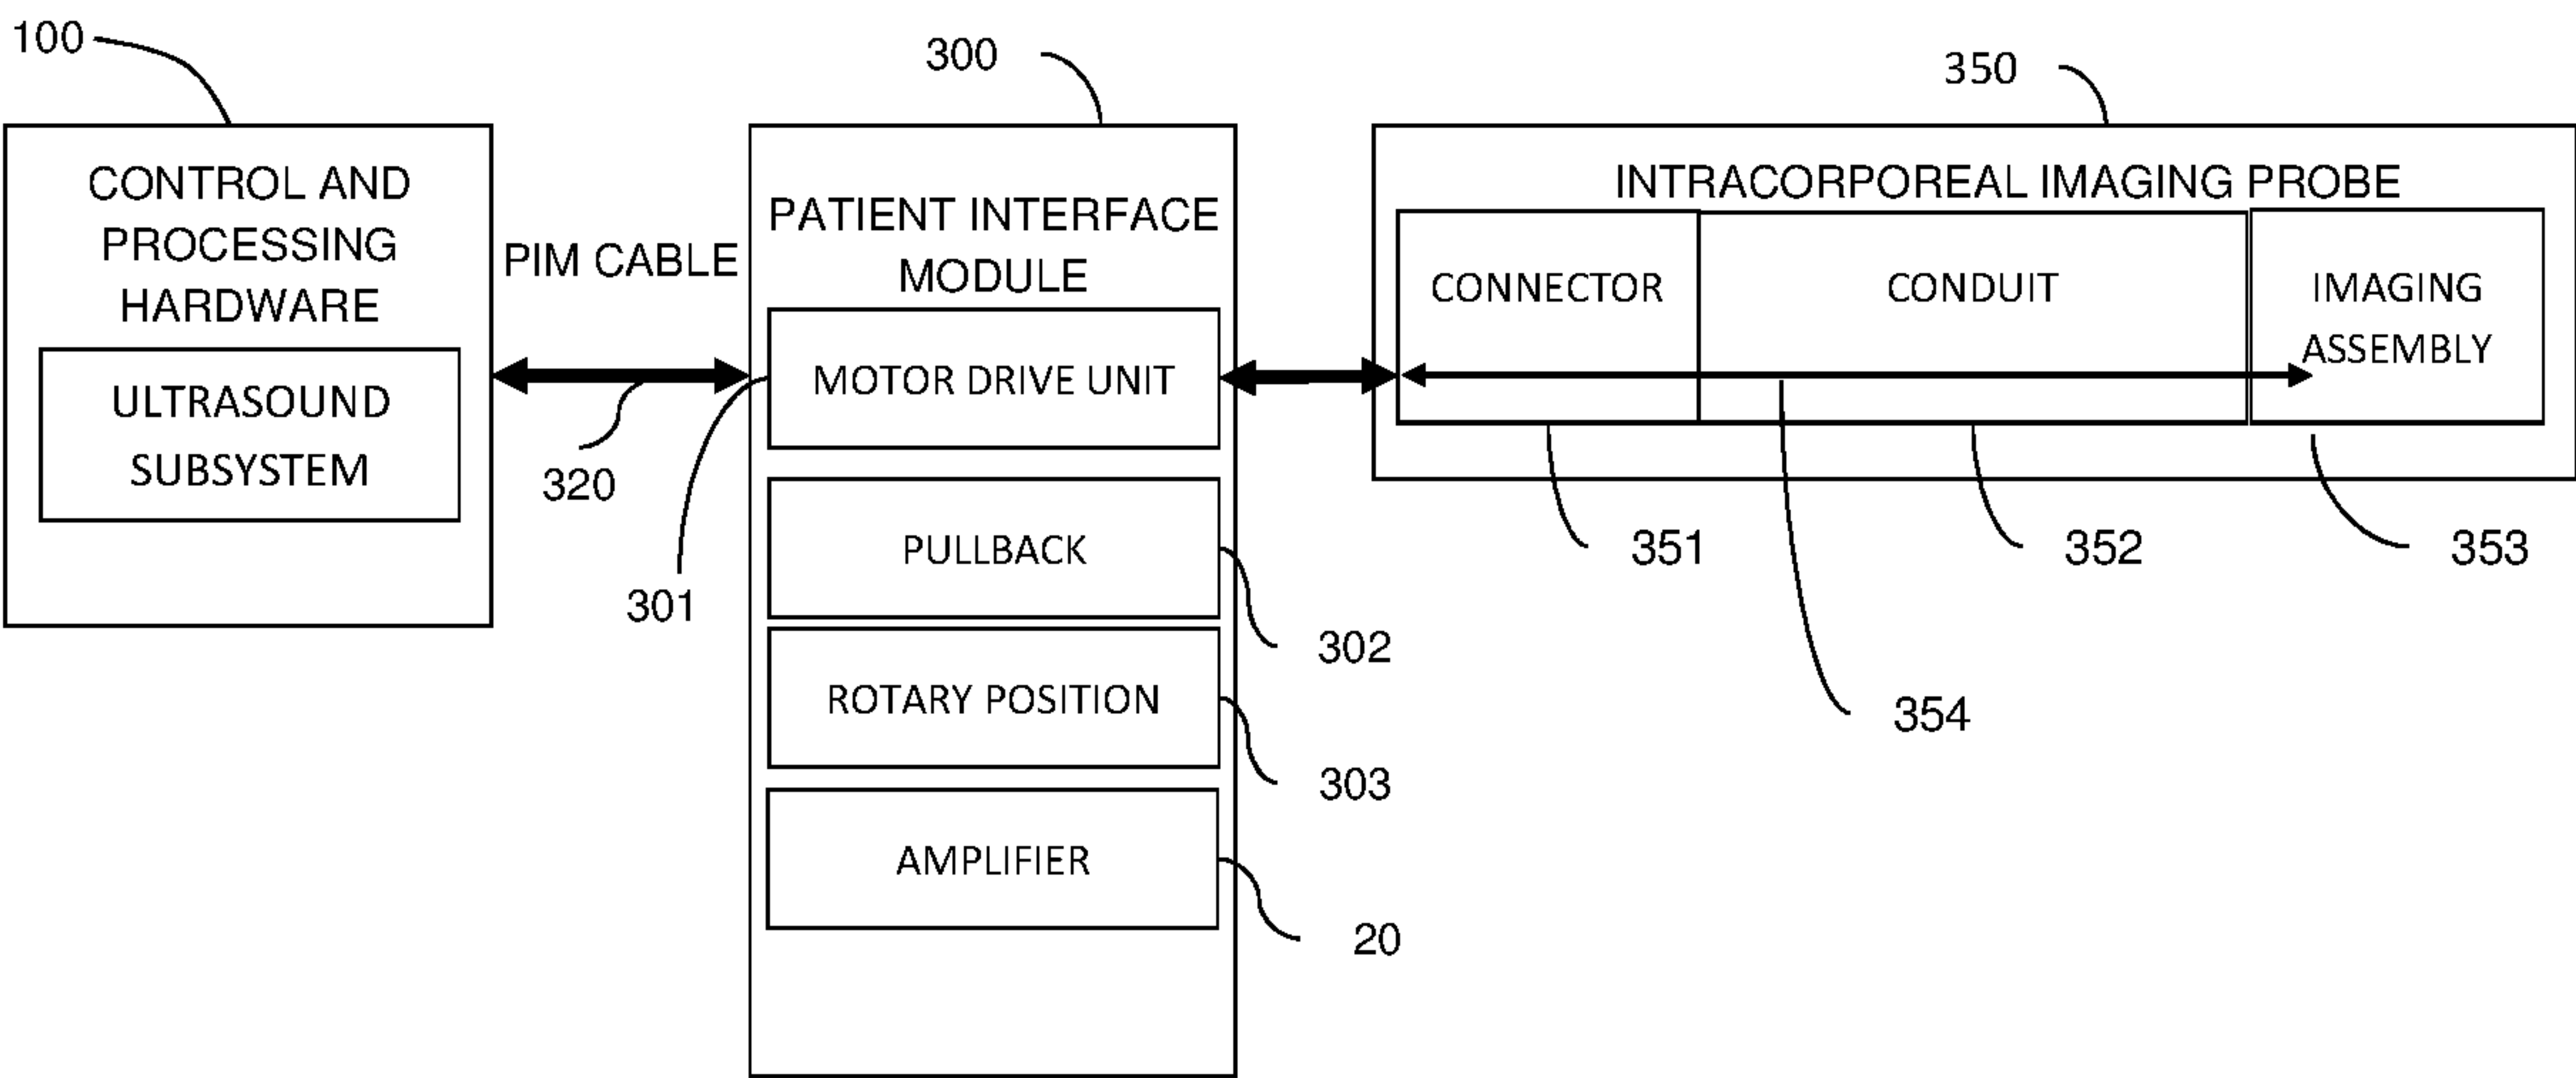 100
300
350
CONTROL AND
PROCESSING
HARDWARE
ULTRASOUND
SUBSYSTEM
PIM CABLE
320
301
PATIENT INTERFACE
MODULE
MOTOR DRIVE UNIT
PULLBACK
ROTARY POSITION
AMPLIFIER
302
303
20
INTRACORPOREAL IMAGING PROBE
CONNECTOR
CONDUIT
IMAGING
ASSEMBLY
351
352
353
354